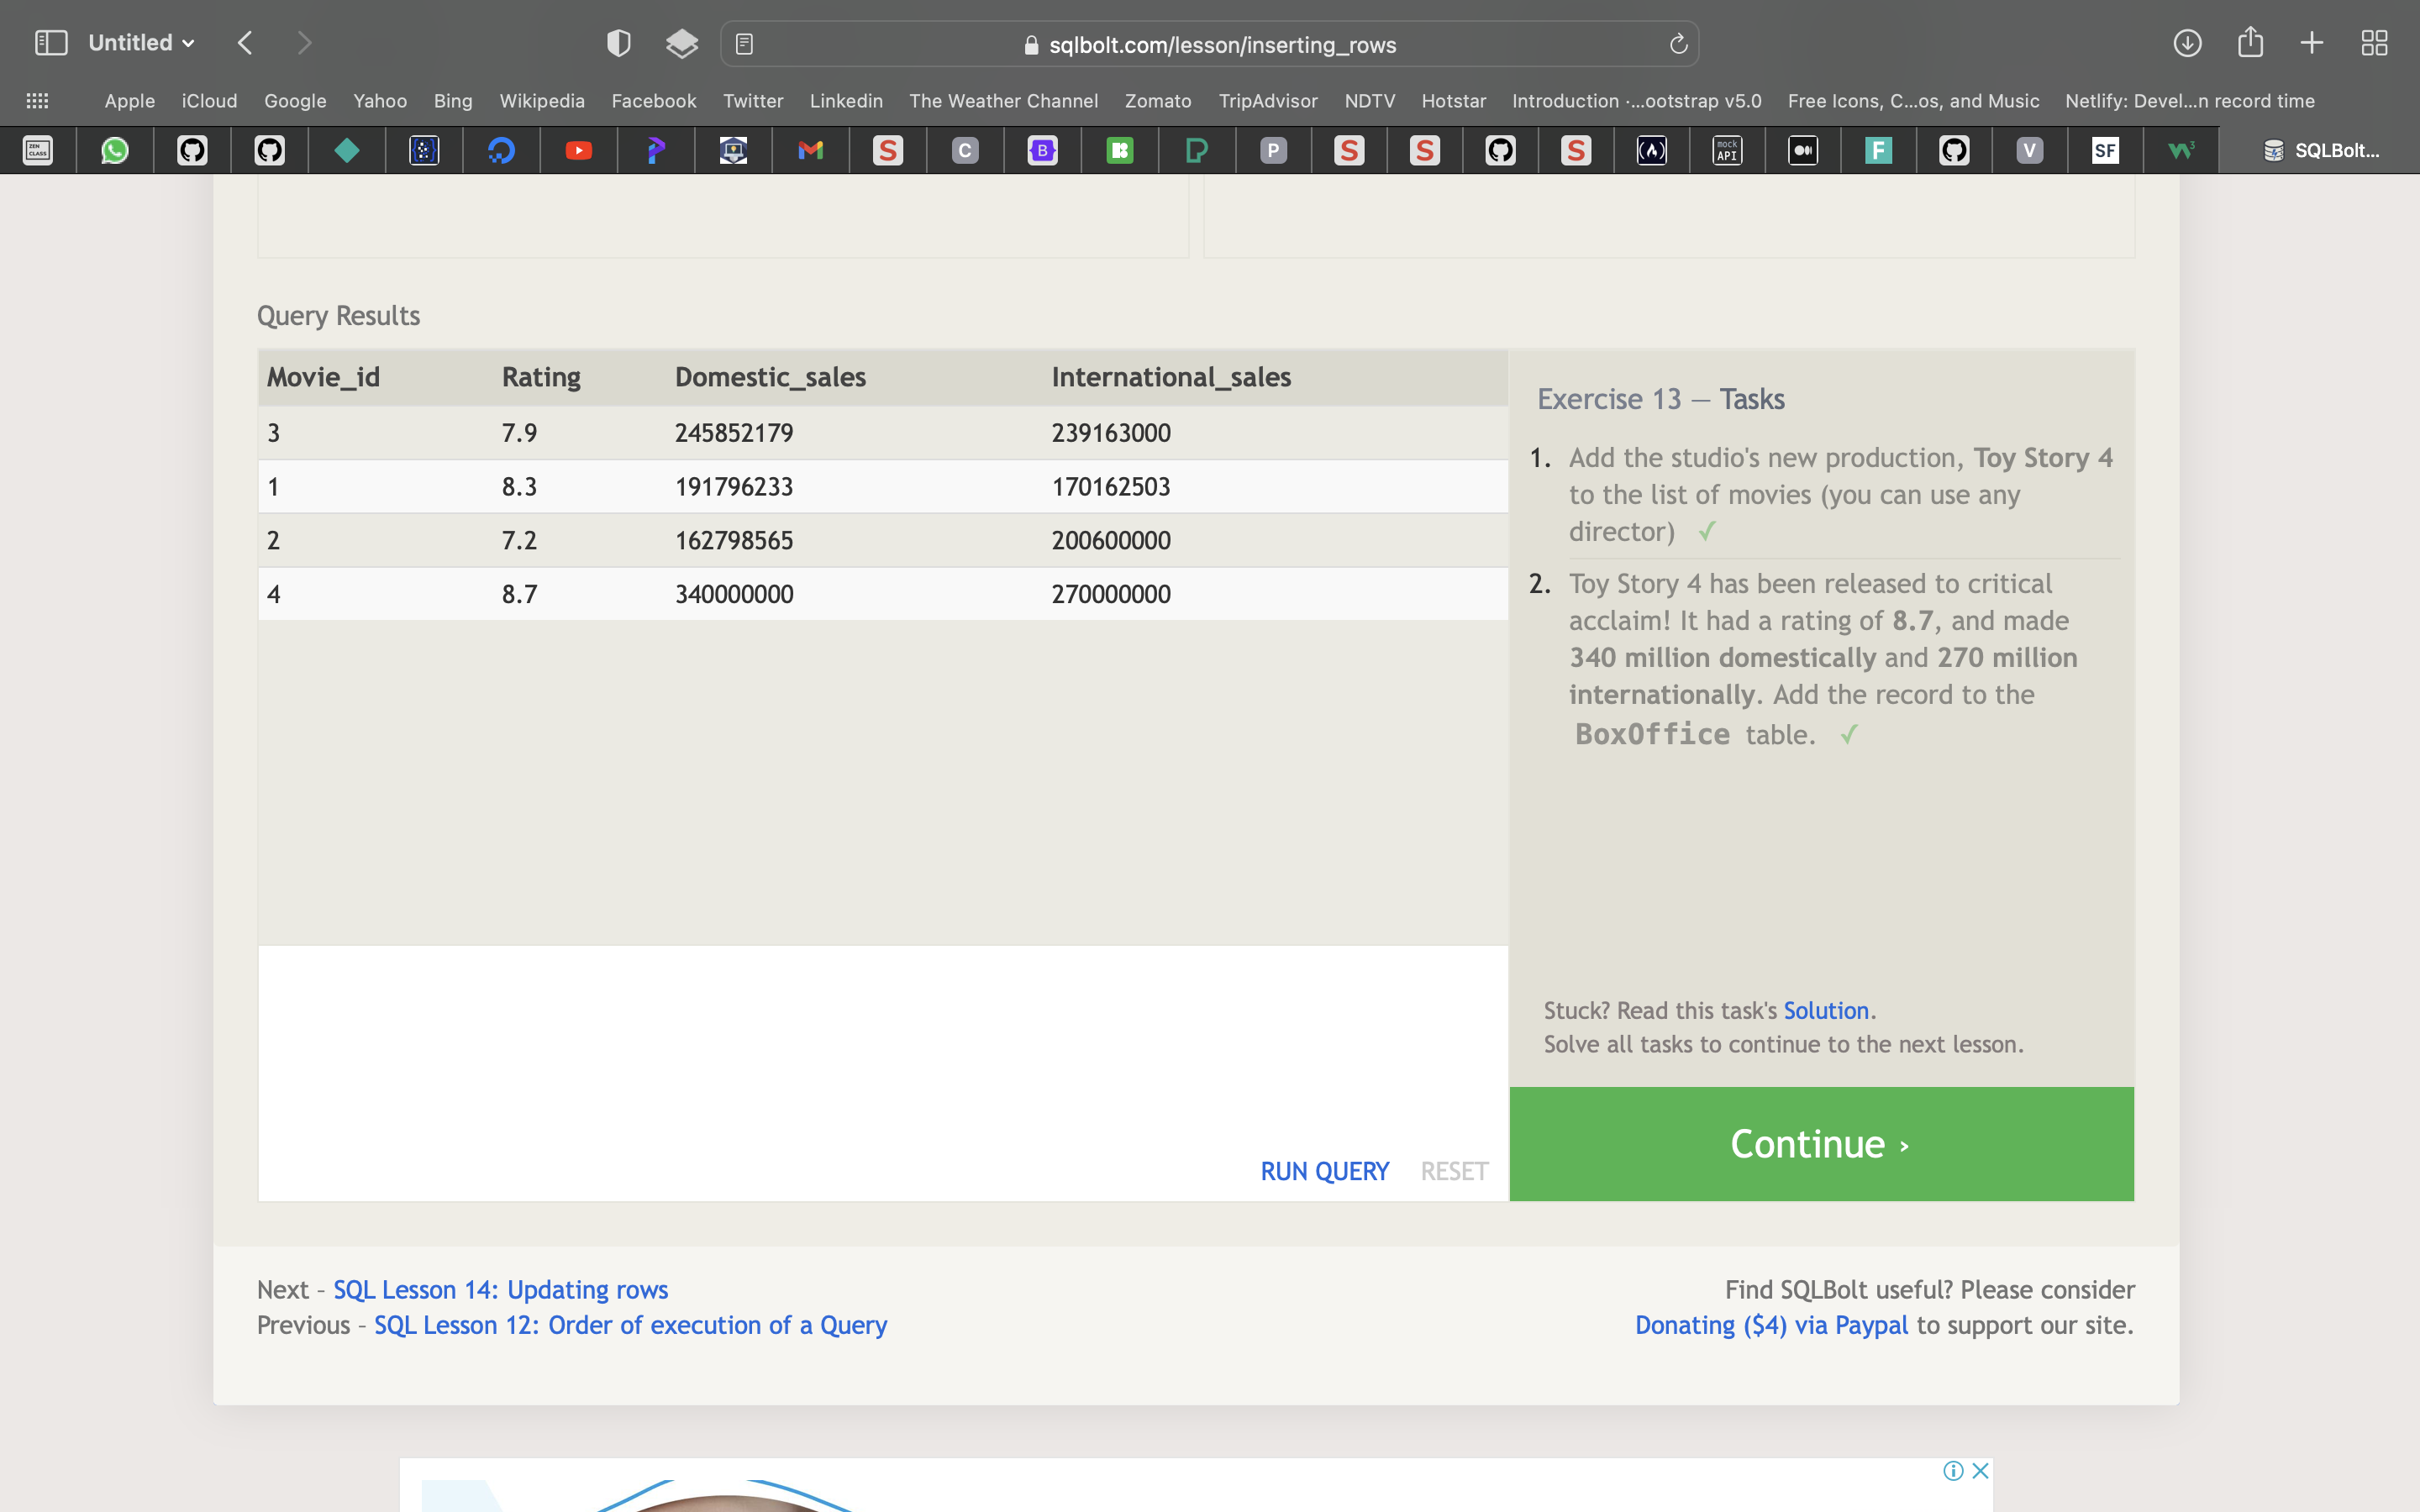 Untitled
sqlbolt.com/lesson/inserting_rows
Apple iCloud Google Yahoo Bing Wikipedia Facebook Twitter Linkedin The Weather Channel Zomato TripAdvisor NDTV Hotstar Introduction ·...ootstrap v5.0 Free Icons, C...os, and Music Netlify: Devel...n record time
ZEN CLASS S C B P S S S mock API F V SF 3 SQLBolt...
Query Results
Movie_id Rating Domestic_sales International_sales
3 7.9 245852179 239163000
1 8.3 191796233 170162503
2 7.2 162798565 200600000
4 8.7 340000000 270000000
RUN QUERY RESET
Exercise 13 — Tasks
1. Add the studio's new production, Toy Story 4
to the list of movies (you can use any
director) ✓
2. Toy Story 4 has been released to critical
acclaim! It had a rating of 8.7, and made
340 million domestically and 270 million
internationally. Add the record to the
BoxOffice table. ✓
Stuck? Read this task's Solution.
Solve all tasks to continue to the next lesson.
Continue ›
Next – SQL Lesson 14: Updating rows
Previous – SQL Lesson 12: Order of execution of a Query
Find SQLBolt useful? Please consider
Donating ($4) via Paypal to support our site.